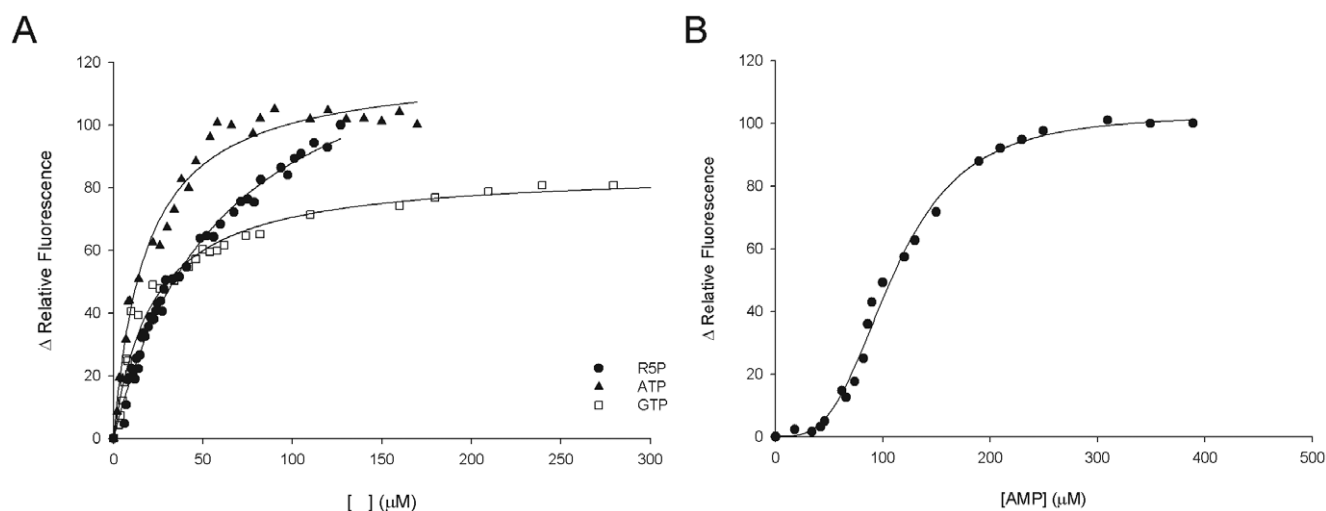 A
B
120
100
80
60
40
20
0
Δ Relative Fluorescence
R5P
ATP
GTP
0 50 100 150 200 250 300
[ ] (μM)
120
100
80
60
40
20
0
Δ Relative Fluorescence
0 100 200 300 400 500
[AMP] (μM)